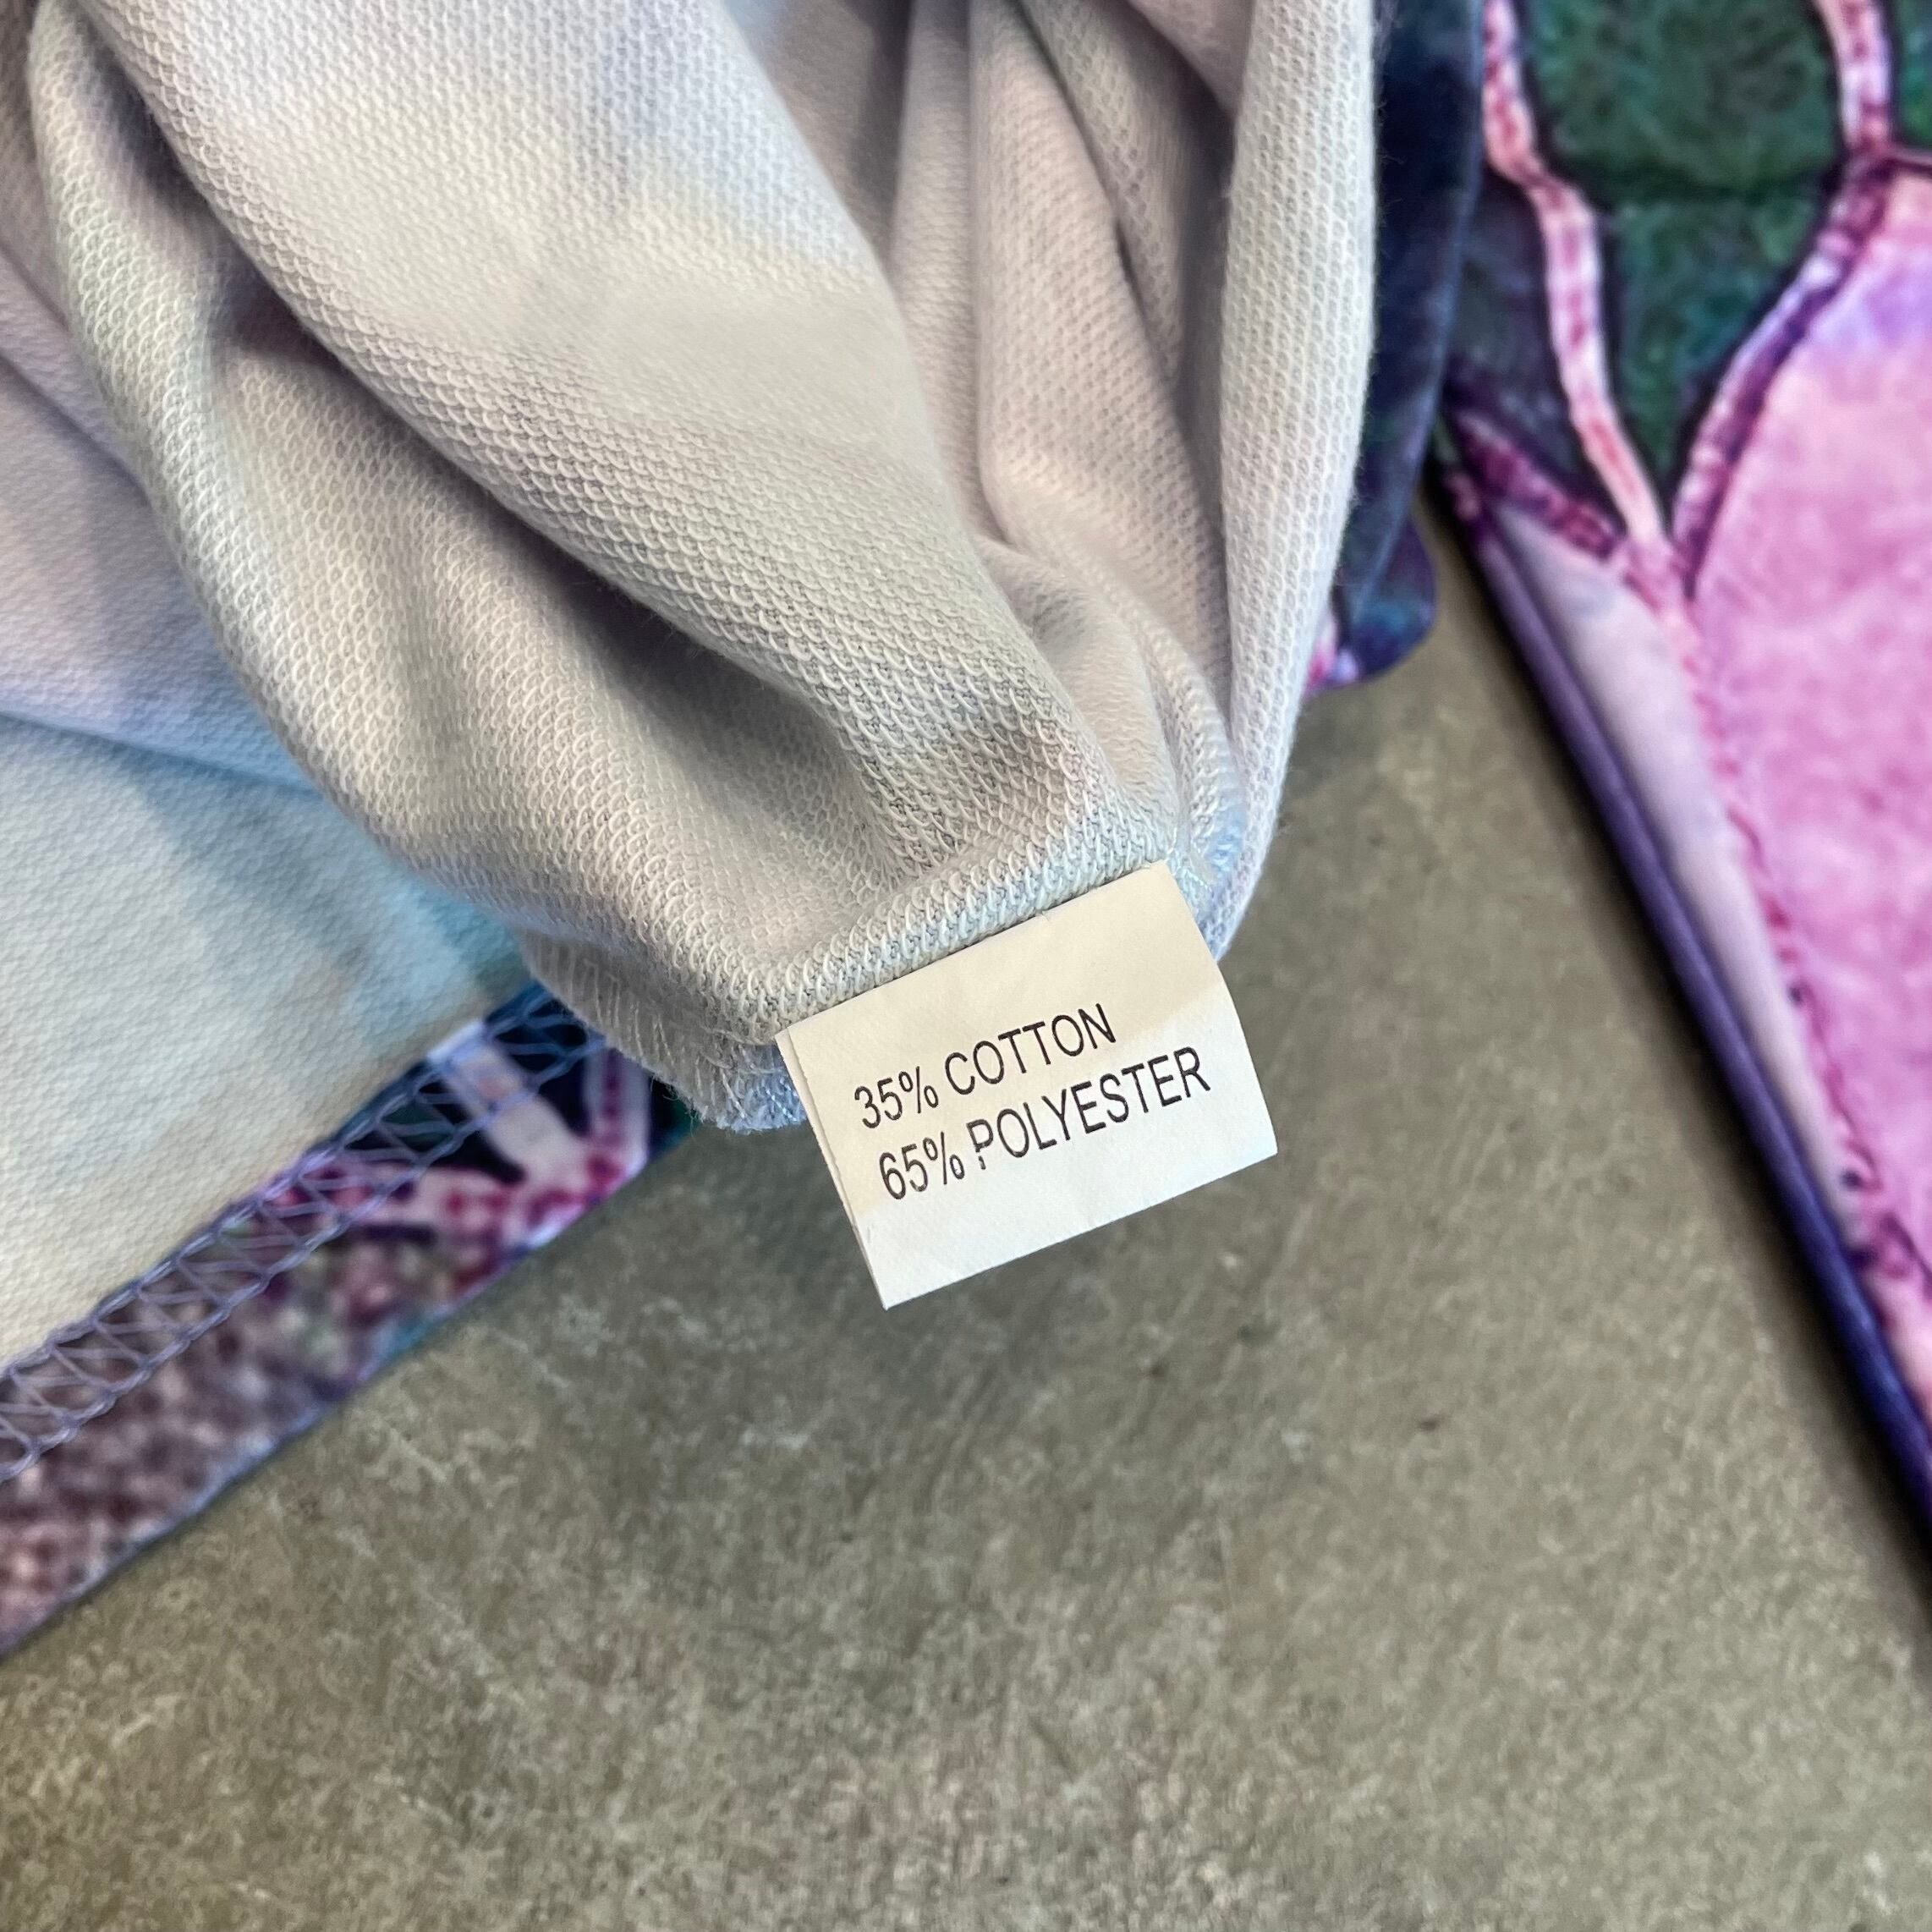 35% COTTON
65% POLYESTER